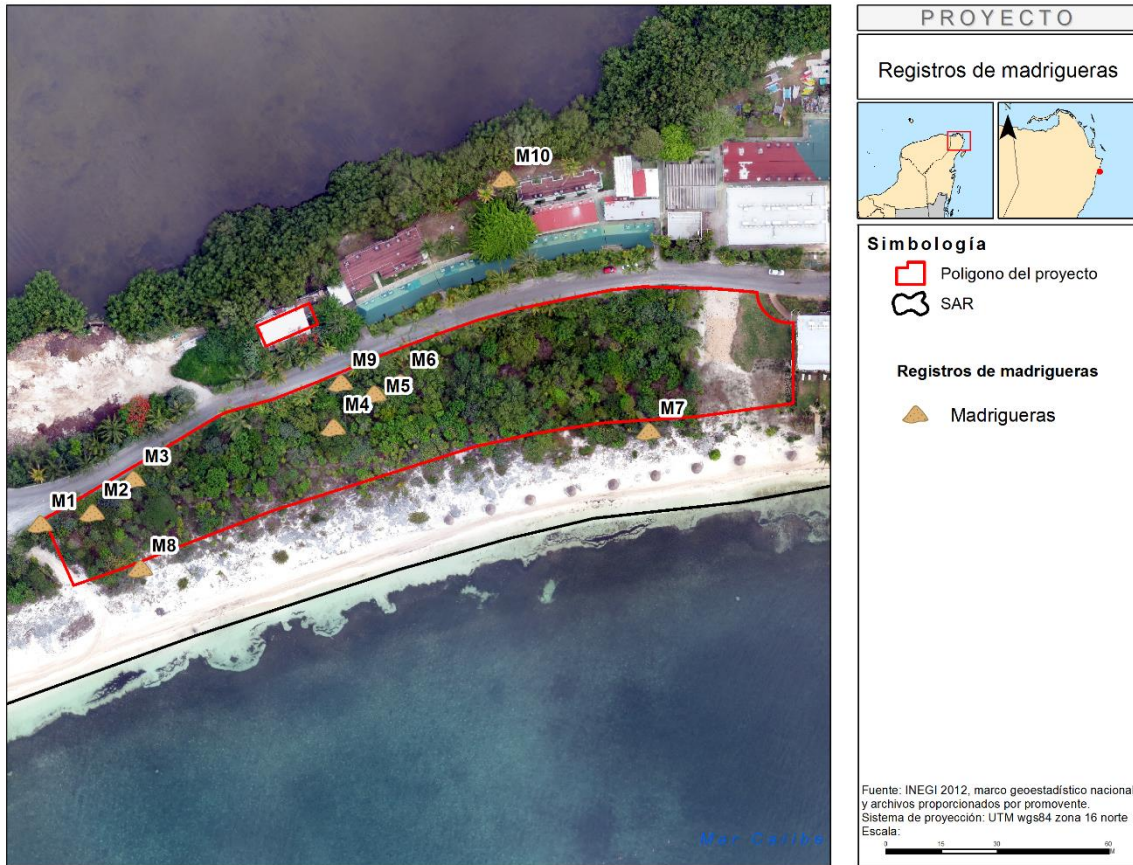 M10
M9
M6
M5
M4
M7
M3
M2
M1
M8
Mar Caribe
PROYECTO
Registros de madrigueras
N
Simbología
Poligono del proyecto
SAR
Registros de madrigueras
Madrigueras
Fuente: INEGI 2012, marco geoestadístico nacional
y archivos proporcionados por promovente.
Sistema de proyección: UTM wgs84 zona 16 norte
Escala:
0 15 30 60
M